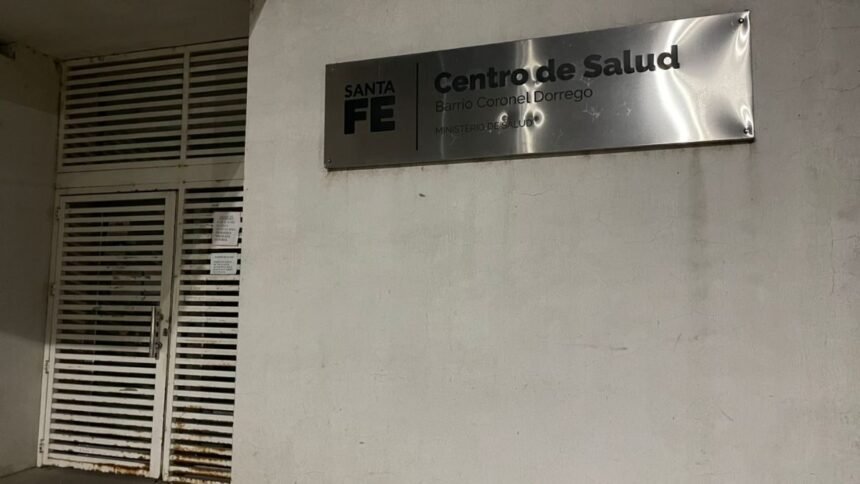 SANTA
FE
Centro de Salud
Barrio Coronel Dorrego
MINISTERIO DE SALUD